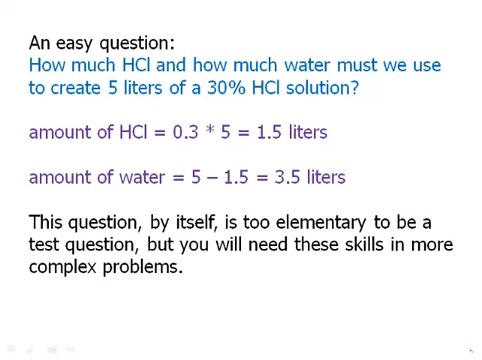 An easy question:
How much HCl and how much water must we use
to create 5 liters of a 30% HCl solution?
amount of HCl = 0.3 * 5 = 1.5 liters
amount of water = 5 – 1.5 = 3.5 liters
This question, by itself, is too elementary to be a
test question, but you will need these skills in more
complex problems.